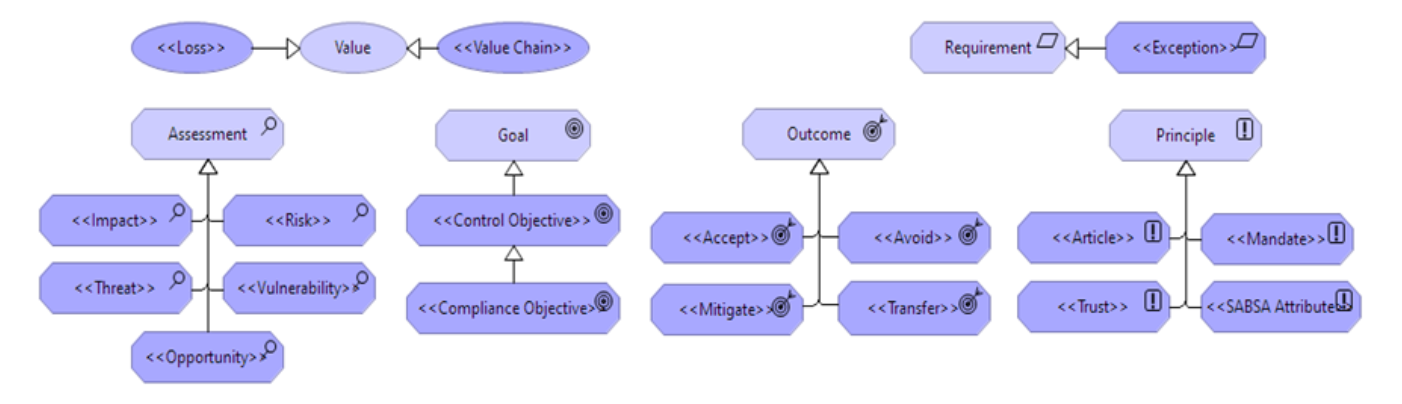 <<Loss>> Value <<Value Chain>> Requirement <<Exception>>
Assessment Goal Outcome Principle
<<Impact>> <<Risk>> <<Control Objective>> <<Accept>> <<Avoid>> <<Article>> <<Mandate>>
<<Threat>> <<Vulnerability>> <<Compliance Objective>> <<Mitigate>> <<Transfer>> <<Trust>> <<SABSA Attribute
<<Opportunity>>